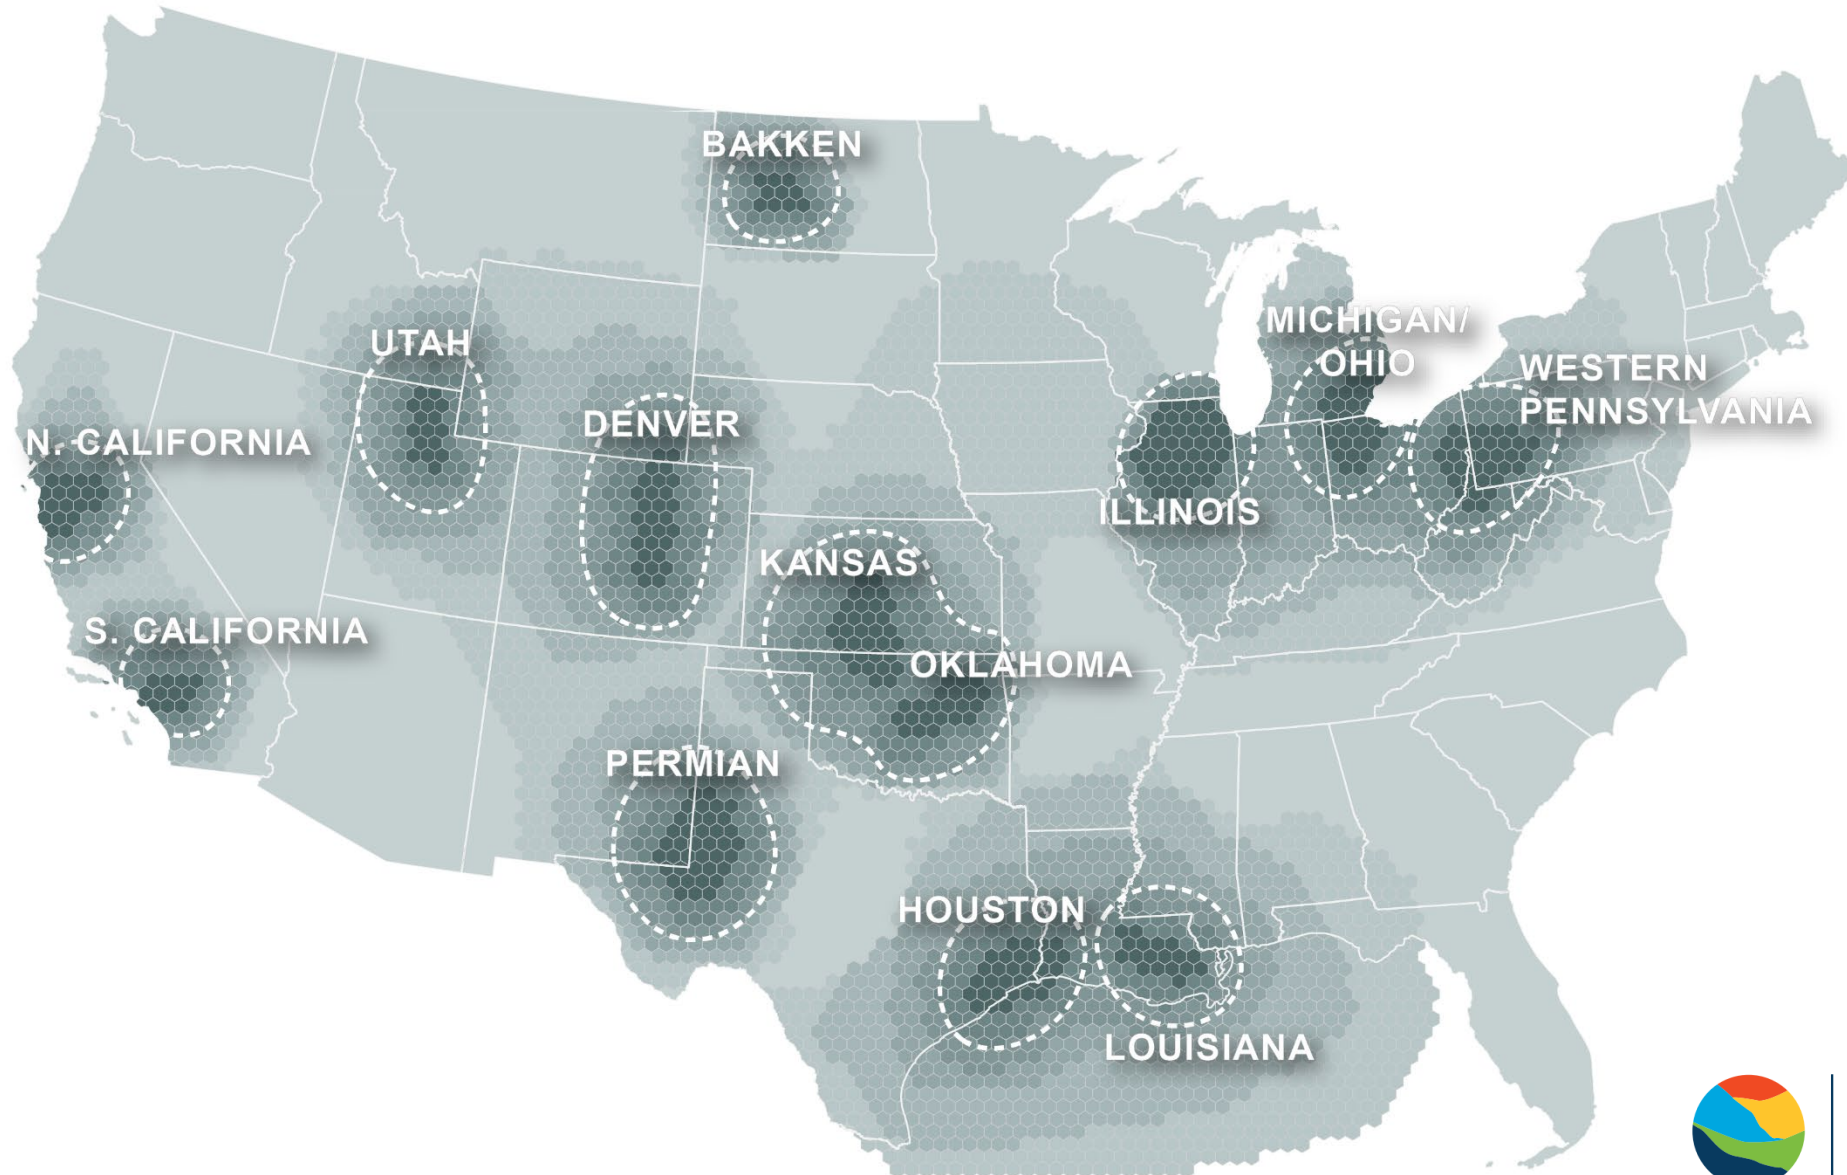 BAKKEN
MICHIGAN/
OHIO
UTAH
WESTERN
PENNSYLVANIA
DENVER
N. CALIFORNIA
ILLINOIS
KANSAS
S. CALIFORNIA
OKLAHOMA
PERMIAN
HOUSTON
LOUISIANA